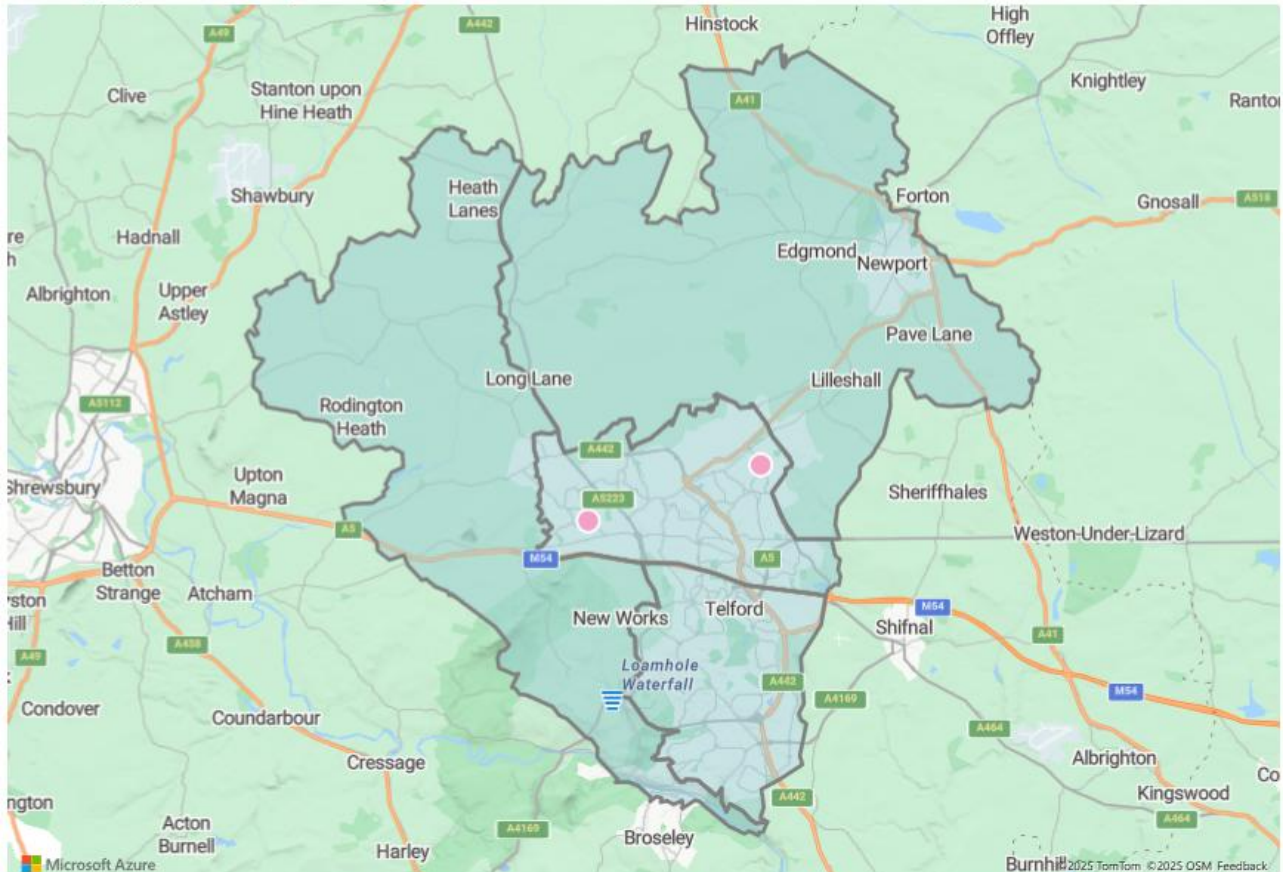 A442
Hinstock
High
Offley
A49
Clive
Stanton upon
Hine Heath
A41
Knightley
Heath
Lanes
Shawbury
Forton
Gnosall
A518
Hadnall
Edgmond
Newport
Albrighton
Upper
Astley
Pave Lane
Long Lane
Lilleshall
A5112
Rodington
Heath
A442
Shrewsbury
Upton
Magna
A5223
Sheriffhales
A5
Weston-Under-Lizard
M54
A5
Betton
Strange
Atcham
New Works
Telford
M54
Shifnal
A458
A41
A49
Loamhole
Waterfall
A442
A4169
M54
Condover
Coundarbour
A464
Cressage
Albrighton
Kingswood
A442
Acton
Burnell
Harley
A4169
Broseley
A464
Microsoft Azure
Burnhill
©2025 TomTom ©2025 OSM Feedback